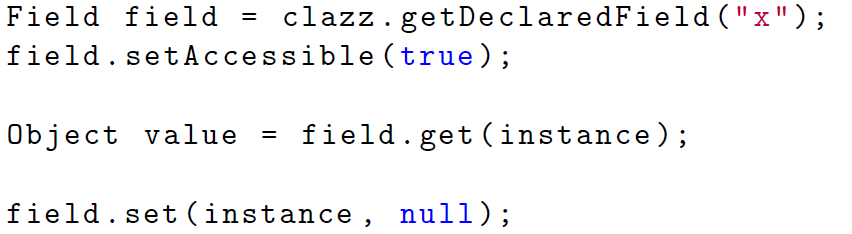 Field field = clazz.getDeclaredField("x");
field.setAccessible(true);
Object value = field.get(instance);
field.set(instance, null);